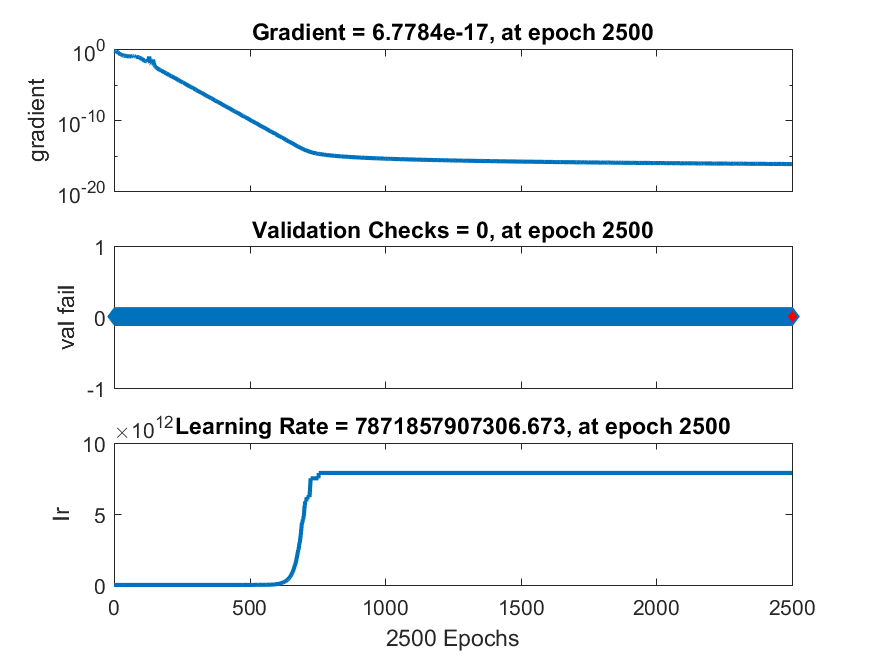 Gradient = 6.7784e-17, at epoch 2500
10^0
10^-10
10^-20
gradient
Validation Checks = 0, at epoch 2500
1
0
-1
val fail
×10^12
Learning Rate = 7871857907306.673, at epoch 2500
10
5
0
lr
0 500 1000 1500 2000 2500
2500 Epochs